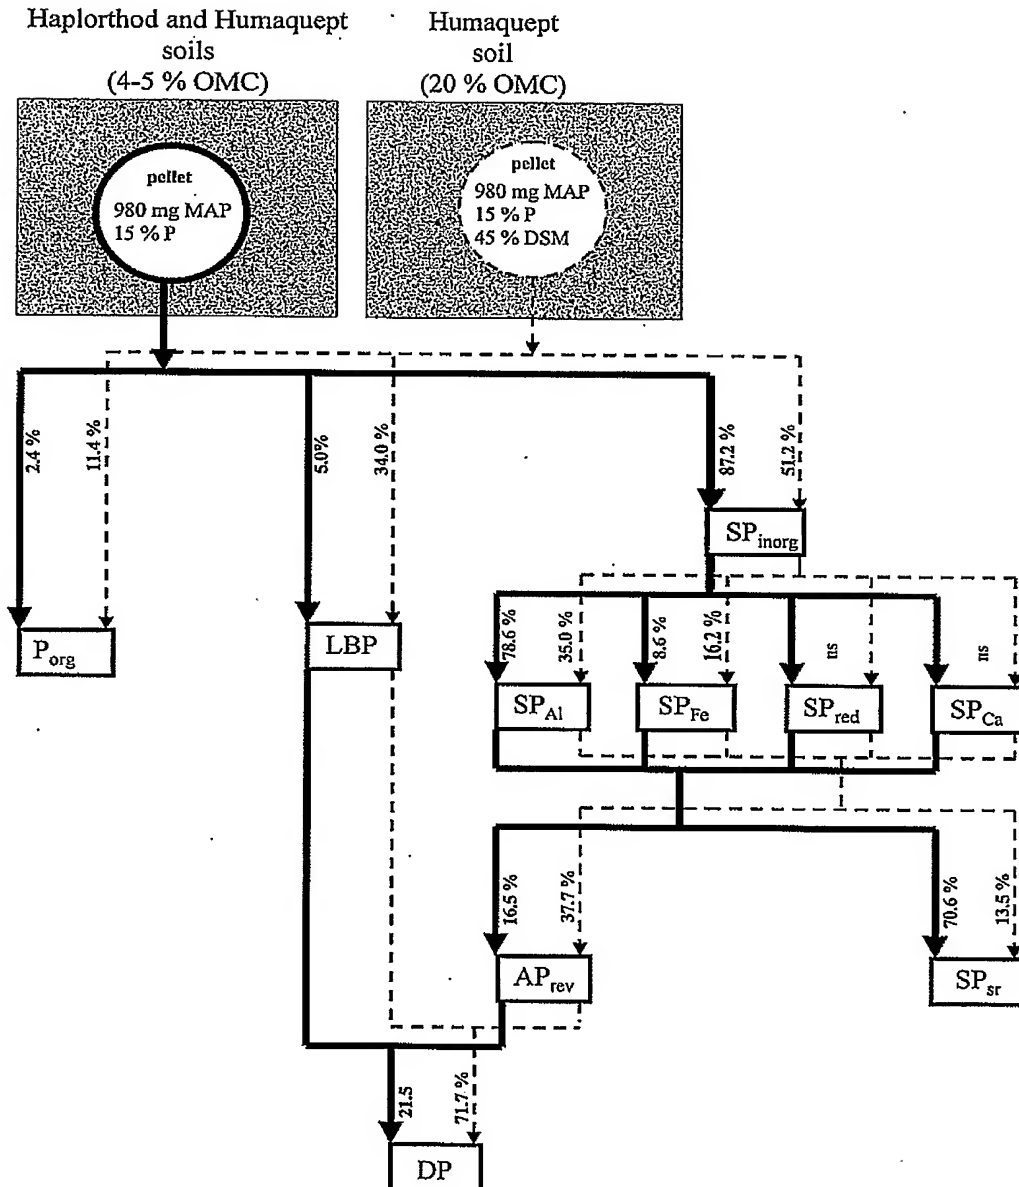 Haplorthod and Humaquept
soils
(4-5 % OMC)
Humaquept
soil
(20 % OMC)
pellet
980 mg MAP
15 % P
pellet
980 mg MAP
15 % P
45 % DSM
2.4 %
11.4 %
5.0%
34.0 %
87.2 %
51.2 %
SPinorg
Porg
LBP
78.6 %
35.0 %
8.6 %
16.2 %
ns
ns
SPAl
SPFe
SPred
SPCa
16.5 %
37.7 %
70.6 %
13.5 %
APrev
SPsr
21.5
71.7 %
DP